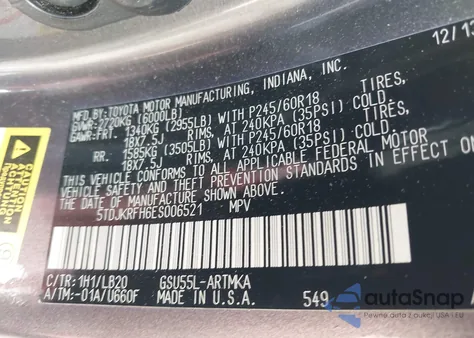 12/13
MFD.BY:TOYOTA MOTOR MANUFACTURING, INDIANA, INC.
GVWR:2720KG(6000LB)
GAWR:FRT. 1340KG(2955LB) WITH P245/60R18 TIRES,
18X7.5J RIMS, AT 240KPA (35PSI) COLD.
RR. 1585KG(3505LB) WITH P245/60R18 TIRES,
18X7.5J RIMS, AT 240KPA (35PSI) COLD.
THIS VEHICLE CONFORMS TO ALL APPLICABLE FEDERAL MOTOR
VEHICLE SAFETY AND THEFT PREVENTION STANDARDS
IN EFFECT ON THE DATE OF MANUFACTURE SHOWN
ABOVE.
5TDJKRFH6ES006521 MPV
C/TR:1H1/LB20 GSU55L-ARTMKA
A/TM:-01A/U660F MADE IN U.S.A. 549
autoSnap
Pewne auta z USA i EU